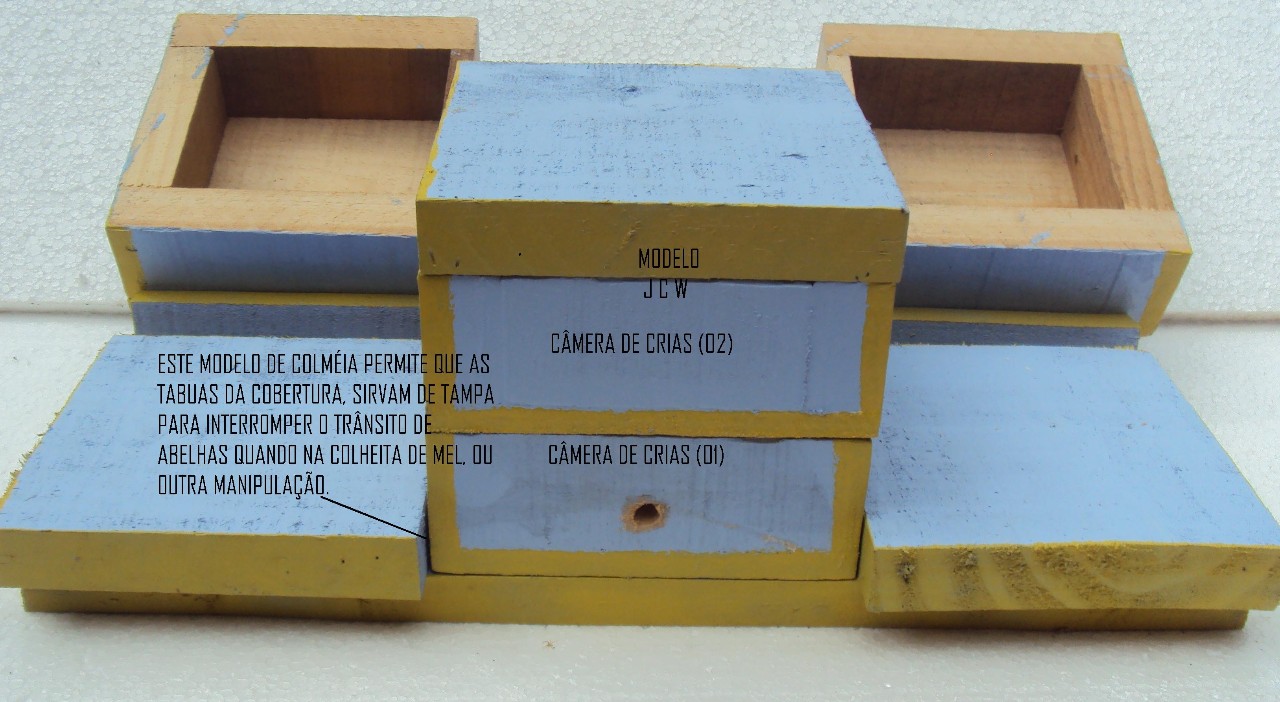 MODELO
J C W
CÂMERA DE CRIAS (02)
ESTE MODELO DE COLMÉIA PERMITE QUE AS
TABUAS DA COBERTURA, SIRVAM DE TAMPA
PARA INTERROMPER O TRÂNSITO DE
ABELHAS QUANDO NA COLHEITA DE MEL, OU
OUTRA MANIPULAÇÃO.
CÂMERA DE CRIAS (01)